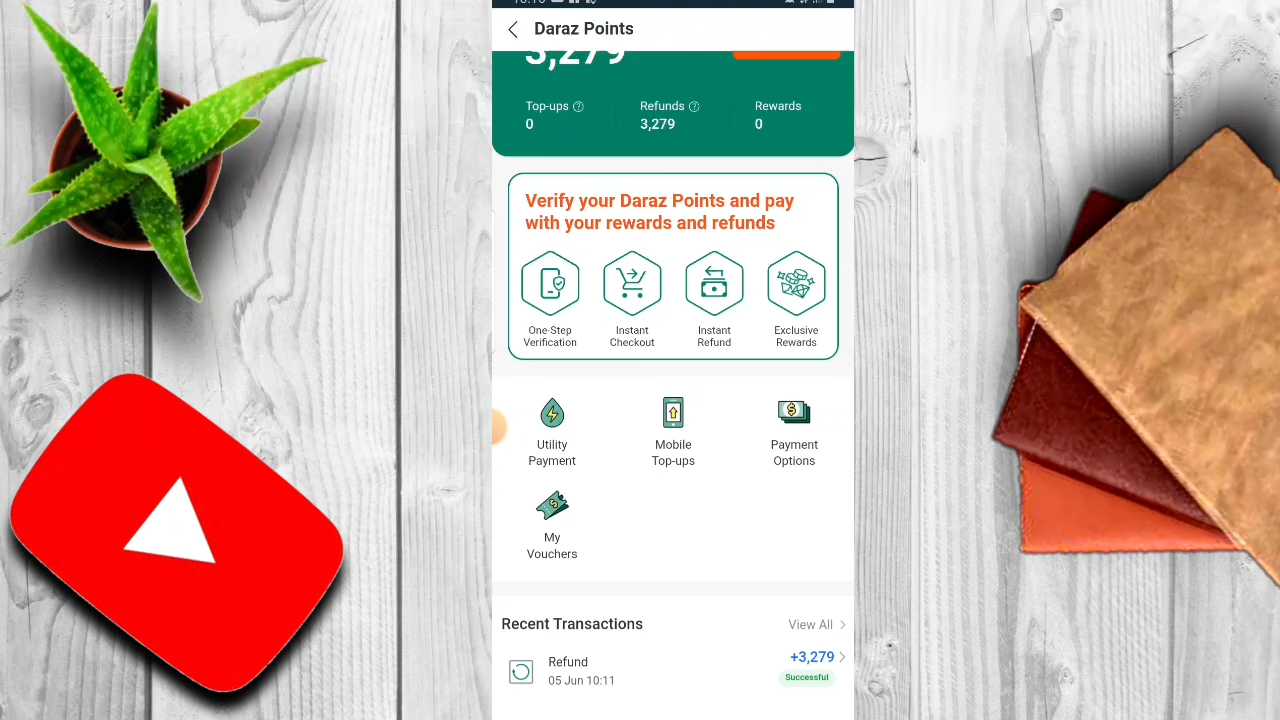 Daraz Points
3,279
Top-ups
Refunds
Rewards
0
3,279
0
Verify your Daraz Points and pay
with your rewards and refunds
One-Step
Verification
Instant
Checkout
Instant
Refund
Exclusive
Rewards
Utility
Payment
Mobile
Top-ups
Payment
Options
My
Vouchers
Recent Transactions
View All
Refund
+3,279
05 Jun 10:11
Successful